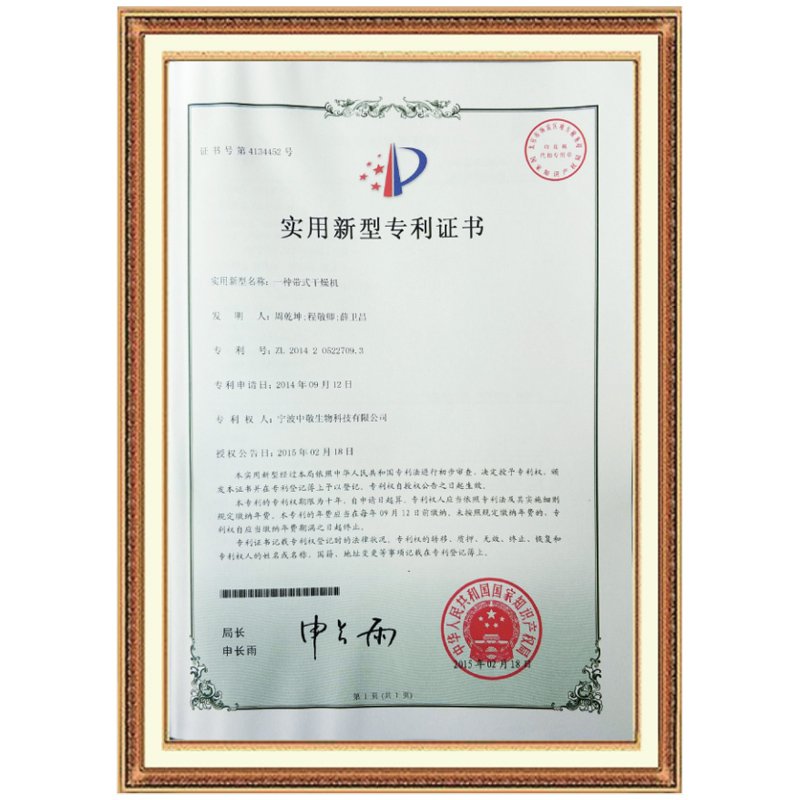 证书号第4134452号
实用新型专利证书
实用新型名称：一种带式干燥机
发 明 人：周乾坤;程敬卿;薛卫昌
专 利 号：ZL 2014 2 0522709.3
专利申请日：2014年09月12日
专 利 权 人：宁波中敬生物科技有限公司
授权公告日：2015年02月18日
本实用新型经过本局依照中华人民共和国专利法进行初步审查，决定授予专利权，颁
发本证书并在专利登记簿上予以登记。专利权自授权公告之日起生效。
本专利的专利权期限为十年，自申请日起算。专利权人应当依照专利法及其实施细则
规定缴纳年费。本专利的年费应当在每年09月12日前缴纳。未按照规定缴纳年费的，专
利权自应当缴纳年费期满之日起终止。
专利证书记载专利权登记时的法律状况。专利权的转移、质押、无效、终止、恢复和
专利权人的姓名或名称、国籍、地址变更等事项记载在专利登记簿上。
局长
申长雨
申长雨
中华人民共和国国家知识产权局
2015年02月18日
第1页(共1页)